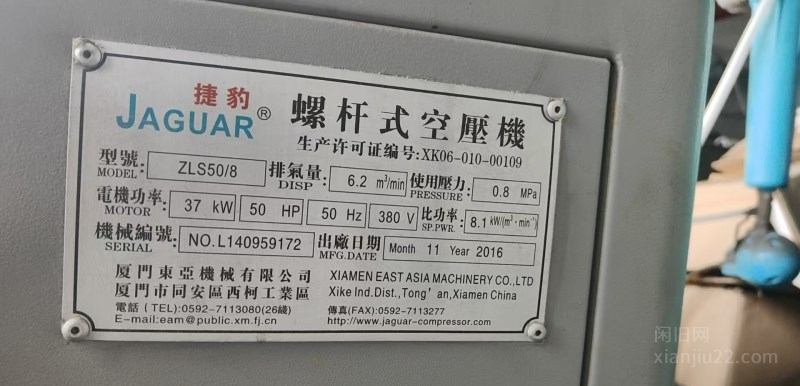 捷豹
JAGUAR®
螺杆式空壓機
生产许可证编号:XK06-010-00109
型號: MODEL: ZLS50/8 排氣量: DISP 6.2 m³/min 使用壓力: PRESSURE 0.8 MPa
電機功率: MOTOR 37 kW 50 HP 50 Hz 380 V 比功率: SP.PWR. 8.1 kW/(m³·min⁻¹)
機械編號: SERIAL NO.L140959172 出廠日期 MFG.DATE Month 11 Year 2016
厦門東亞機械有限公司 XIAMEN EAST ASIA MACHINERY CO.,LTD
厦門市同安區西柯工業區 Xike Ind.Dist.,Tong'an,Xiamen China
電話(TEL):0592-7113080(26綫) 傳真(FAX):0592-7113277
E-mail:eam@public.xm.fj.cn http://www.jaguar-compressor.com
闲旧网
xianjiu22.com